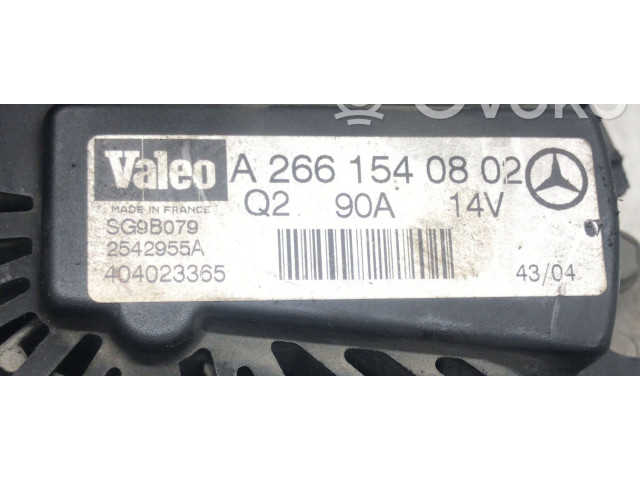 Valeo A 266 154 08 02
MADE IN FRANCE Q2 90A 14V
SG9B079
2542955A
404023365 43/04